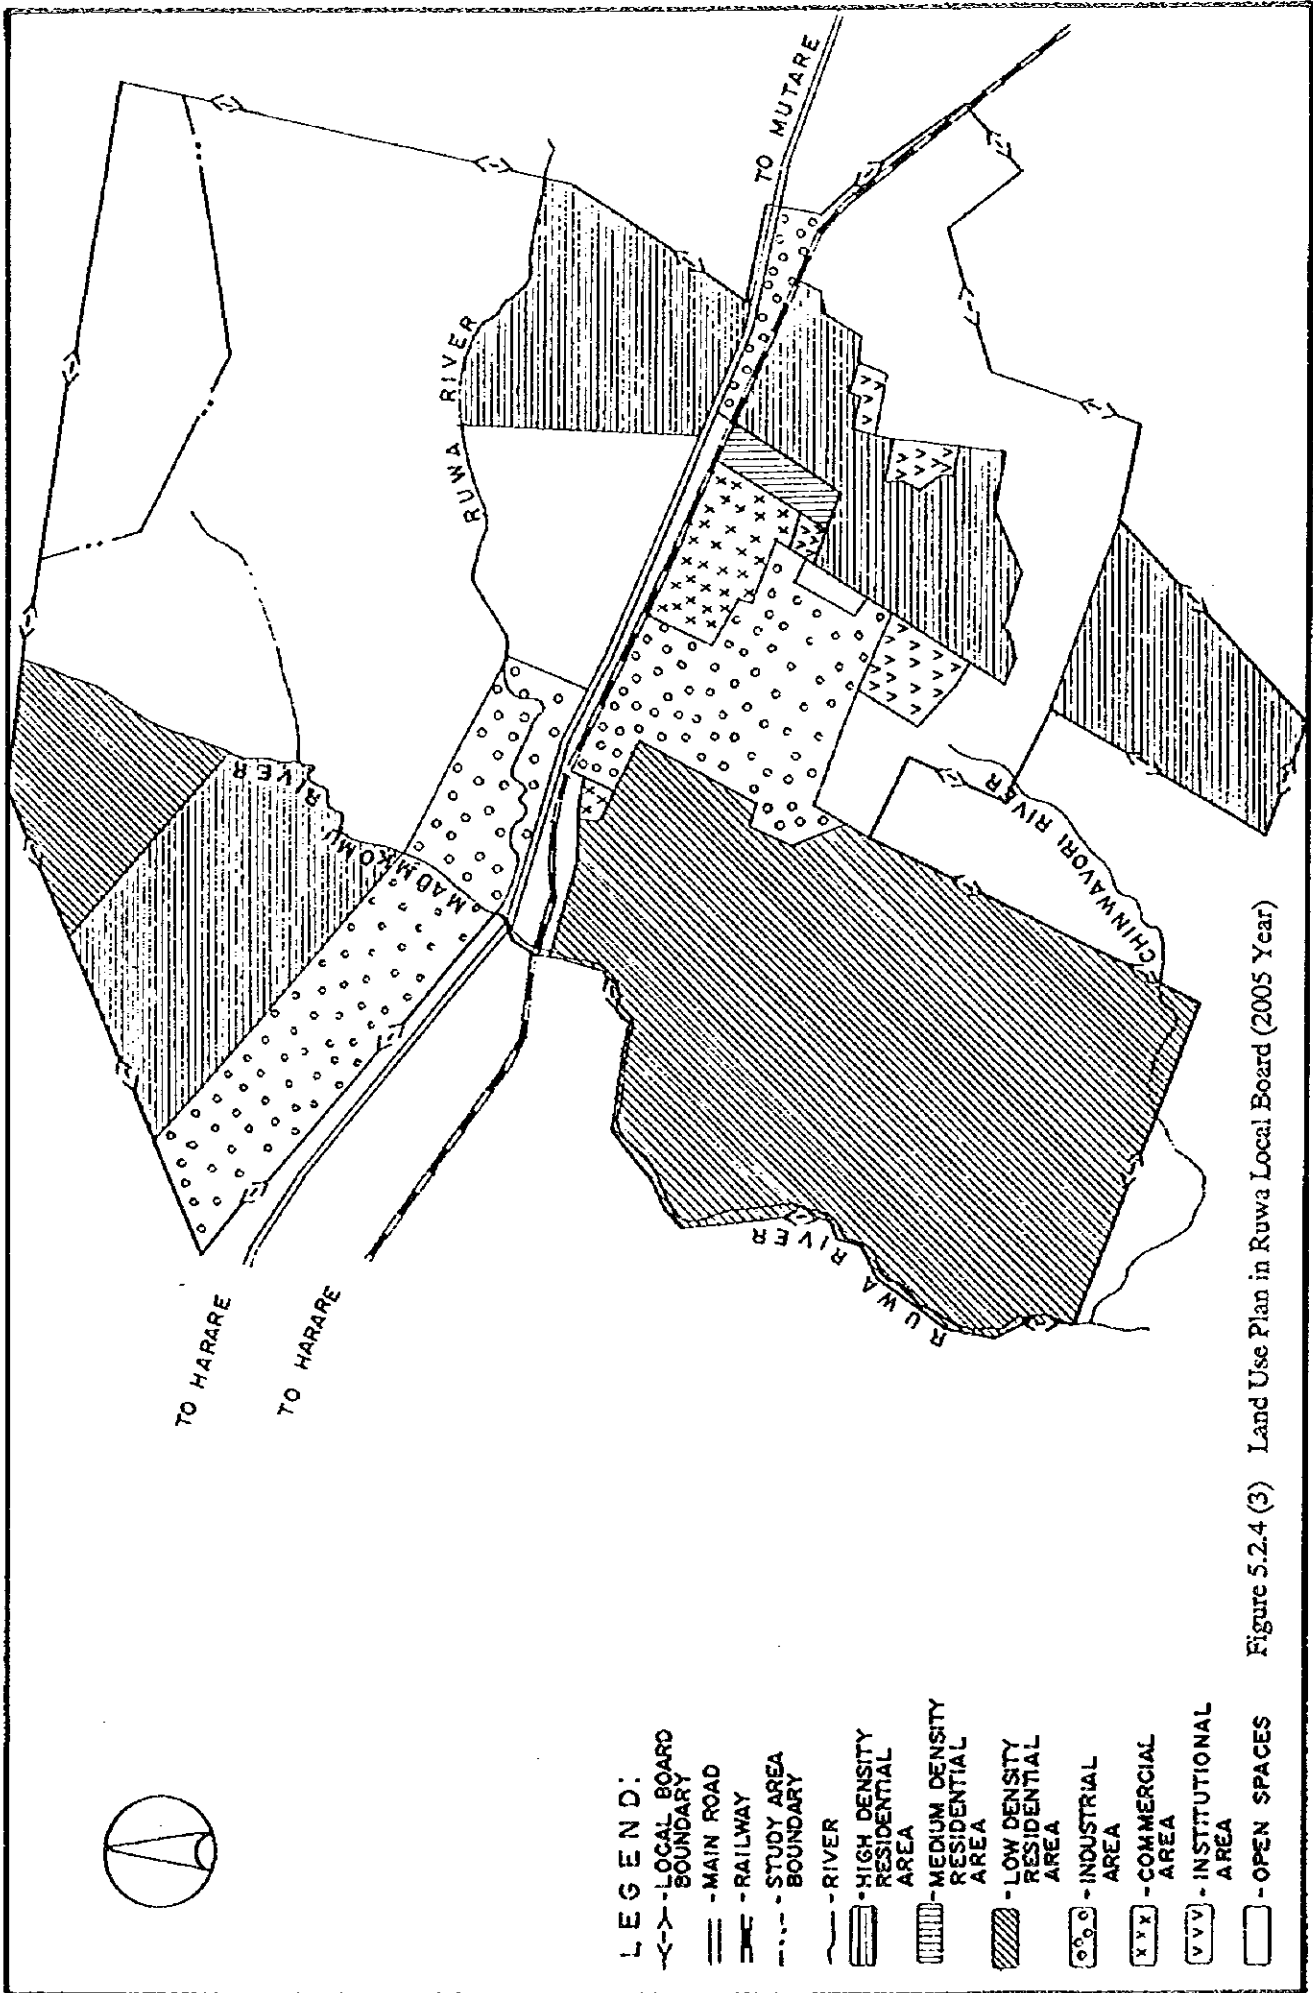 TO HARARE
TO HARARE
TO MUTARE
RUWA RIVER
MADMKOMU RIVER
RUWA RIVER
CHINWAVORI RIVER
LEGEND:
<-> - LOCAL BOARD
BOUNDARY
- MAIN ROAD
- RAILWAY
- STUDY AREA
BOUNDARY
- RIVER
- HIGH DENSITY
RESIDENTIAL
AREA
- MEDIUM DENSITY
RESIDENTIAL
AREA
- LOW DENSITY
RESIDENTIAL
AREA
- INDUSTRIAL
AREA
- COMMERCIAL
AREA
- INSTITUTIONAL
AREA
- OPEN SPACES
Figure 5.2.4 (3) Land Use Plan in Ruwa Local Board (2005 Year)